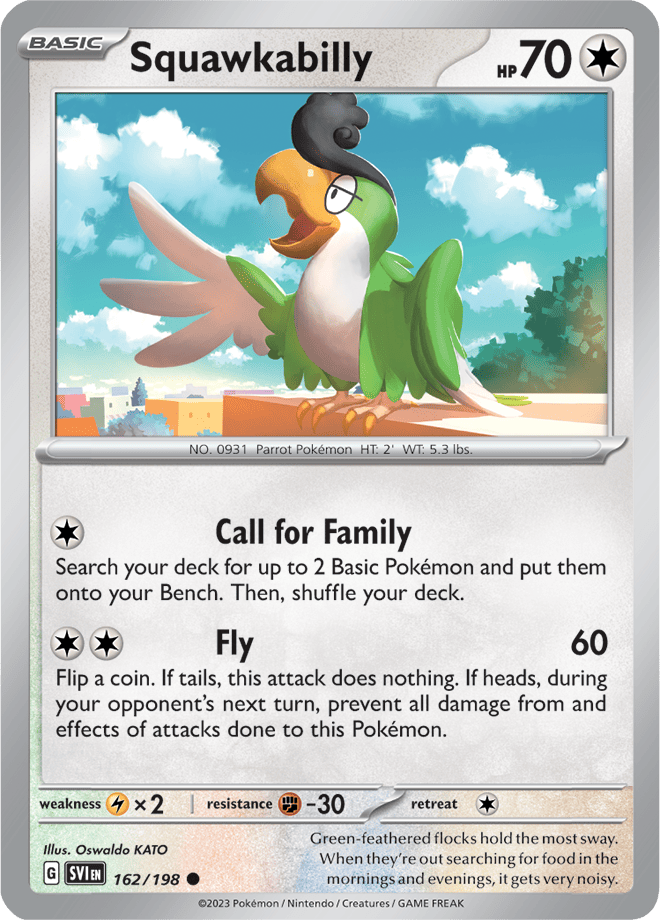 BASIC
Squawkabilly
HP 70
NO. 0931 Parrot Pokémon HT: 2' WT: 5.3 lbs.
Call for Family
Search your deck for up to 2 Basic Pokémon and put them
onto your Bench. Then, shuffle your deck.
Fly 60
Flip a coin. If tails, this attack does nothing. If heads, during
your opponent’s next turn, prevent all damage from and
effects of attacks done to this Pokémon.
weakness ×2 resistance -30 retreat
Illus. Oswaldo KATO
G SVI EN 162/198
Green-feathered flocks hold the most sway.
When they’re out searching for food in the
mornings and evenings, it gets very noisy.
©2023 Pokémon / Nintendo / Creatures / GAME FREAK